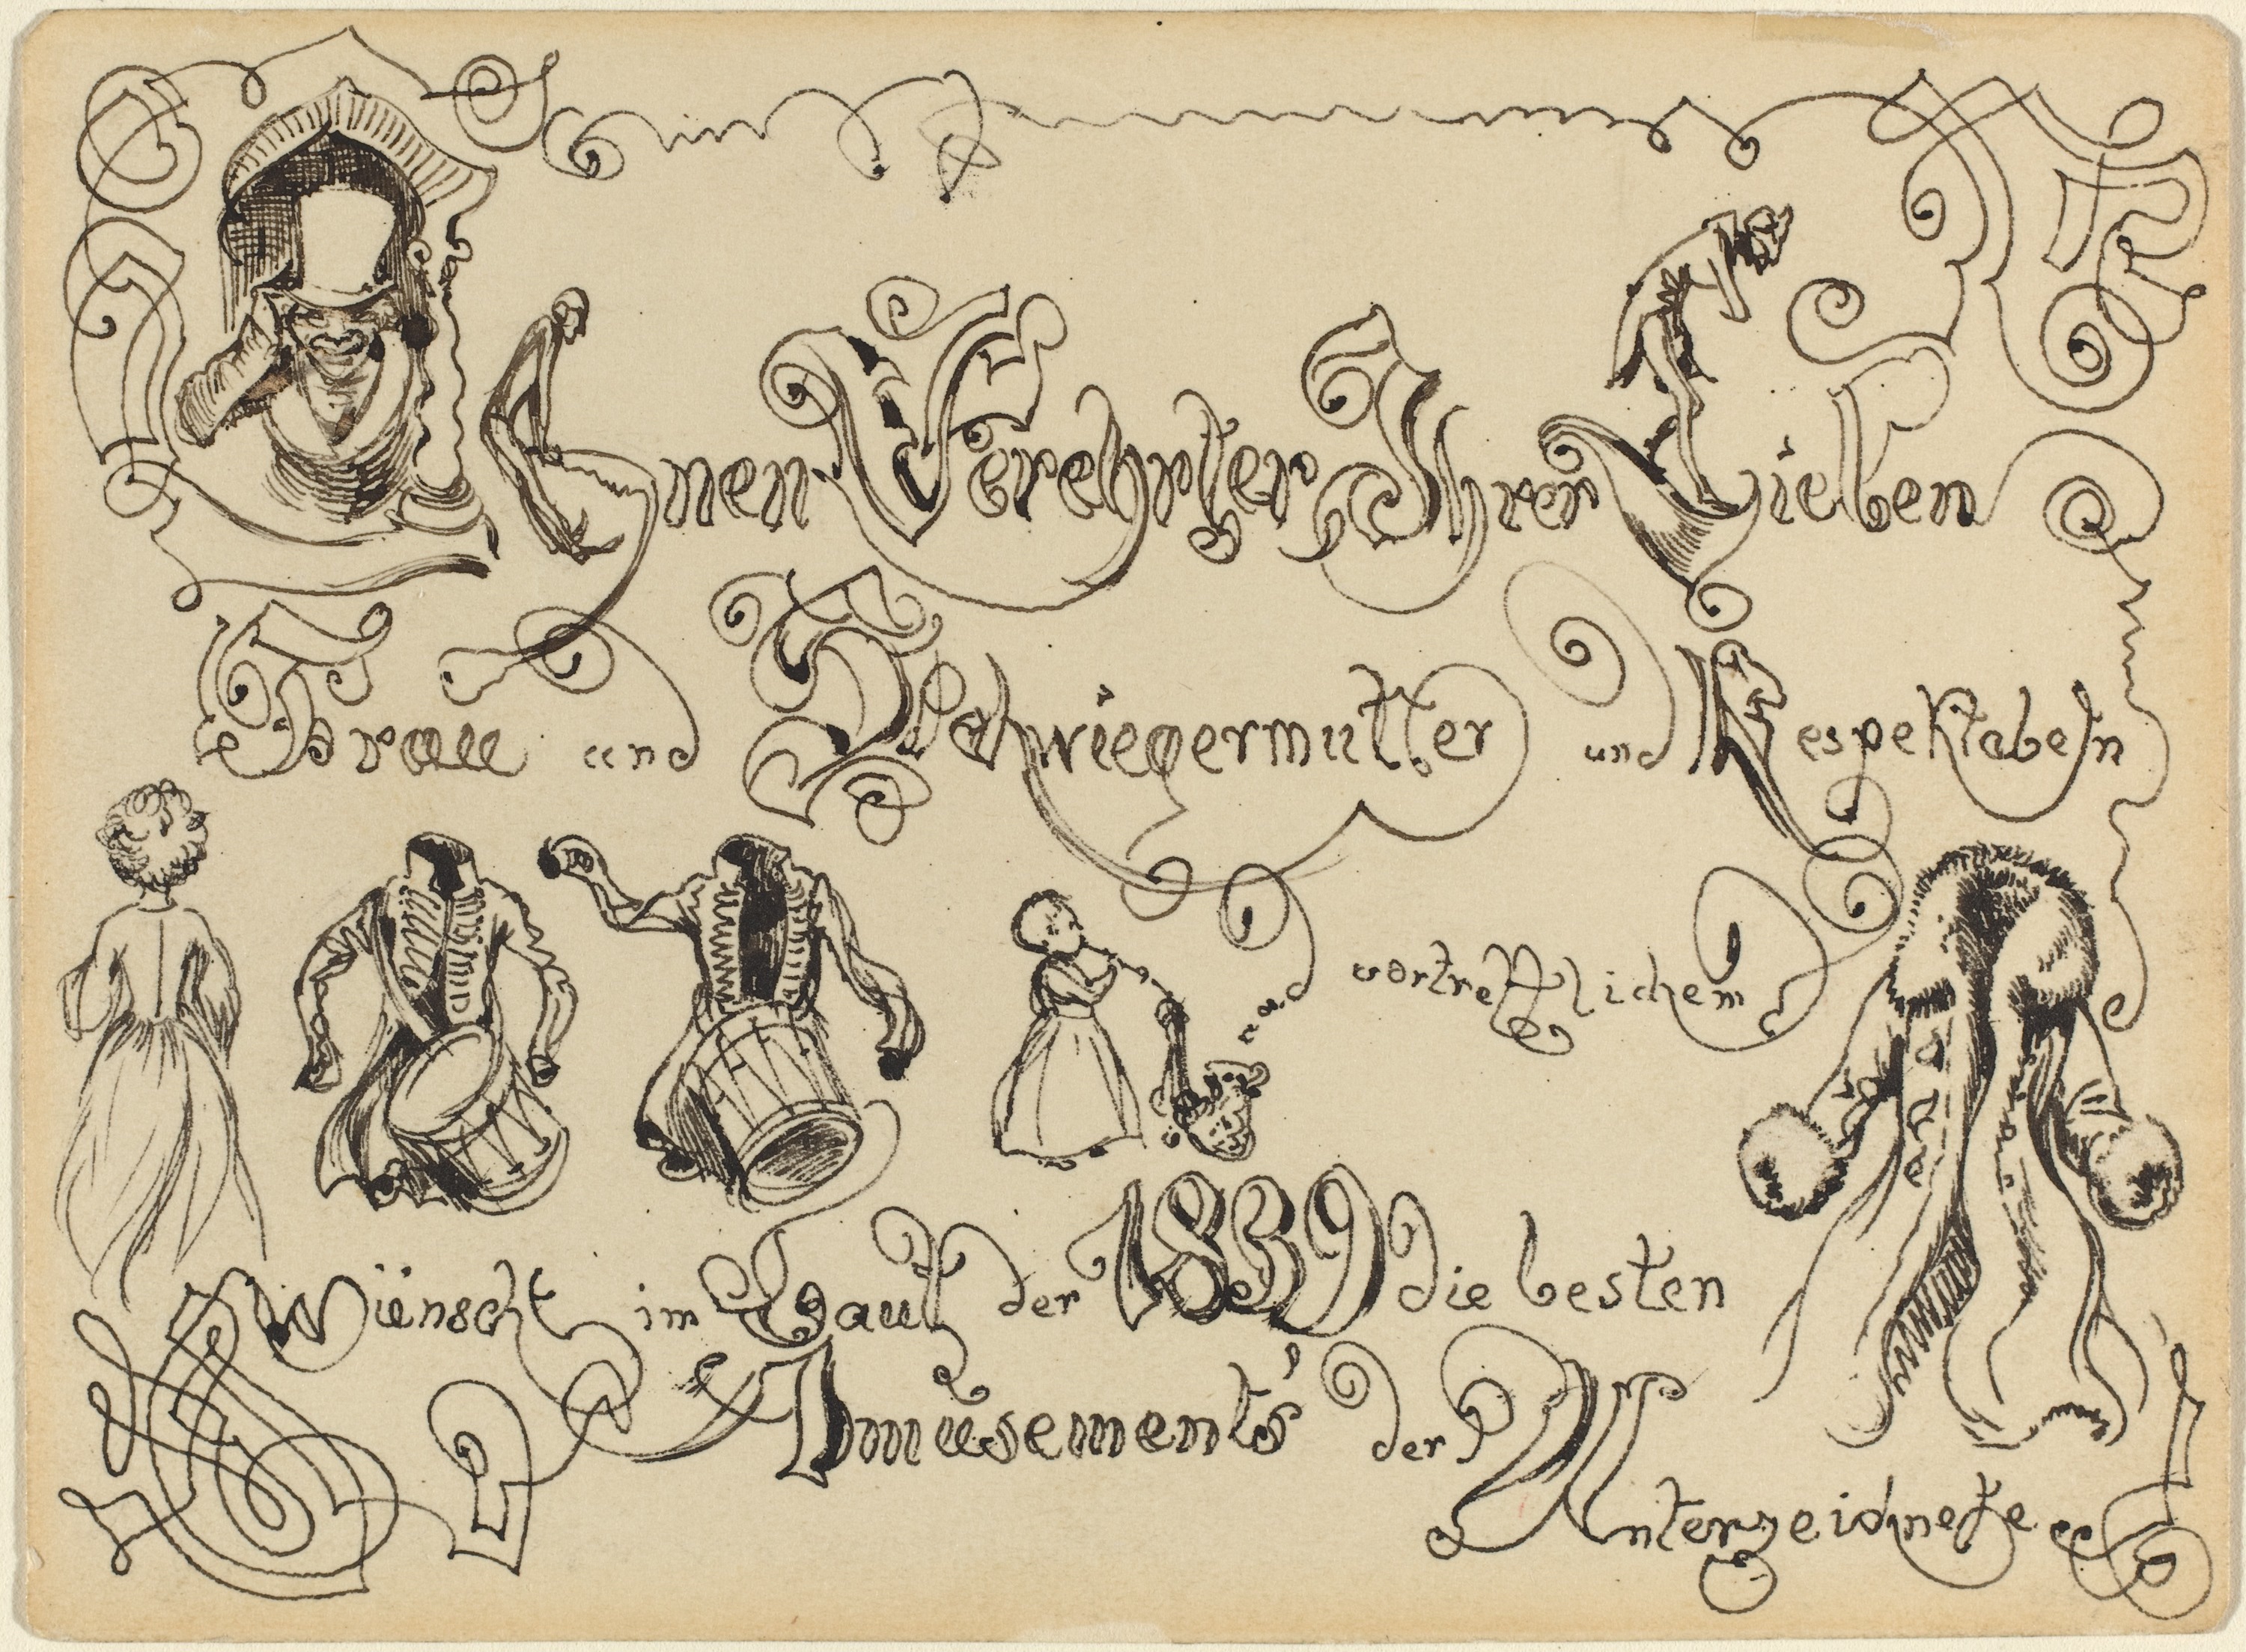 Ihnen Verehrter Ihrer Lieben
Frau und Schwiegermutter und Respektabeln
und vortrefflichem
Wünscht im Lauf der 1839 die besten
Amusements' der
Unterzeichnete